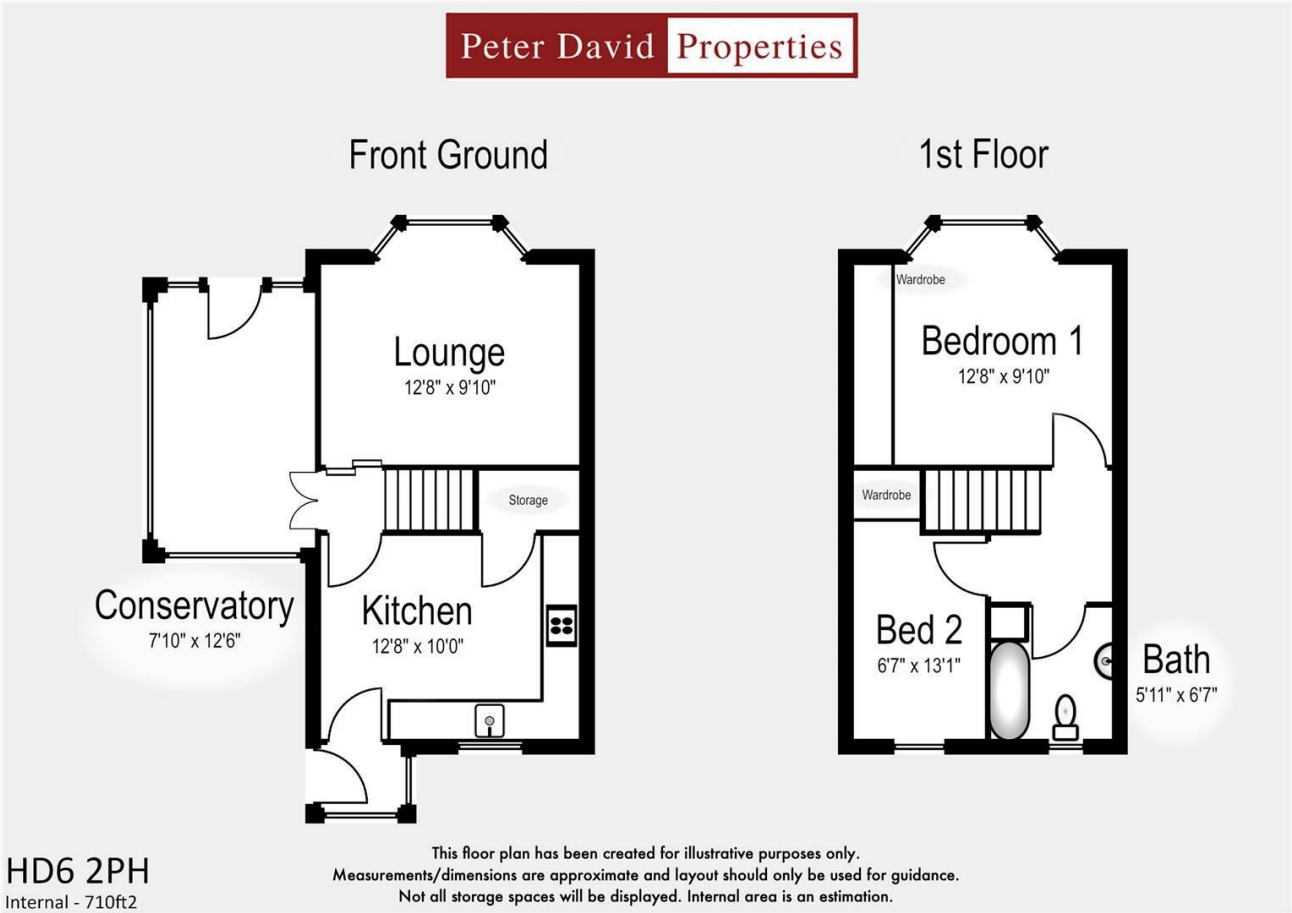 Peter David Properties
Front Ground
1st Floor
Wardrobe
Lounge
12'8" x 9'10"
Bedroom 1
12'8" x 9'10"
Storage
Wardrobe
Conservatory
7'10" x 12'6"
Kitchen
12'8" x 10'0"
Bed 2
6'7" x 13'1"
Bath
5'11" x 6'7"
HD6 2PH
Internal - 710ft2
This floor plan has been created for illustrative purposes only.
Measurements/dimensions are approximate and layout should only be used for guidance.
Not all storage spaces will be displayed. Internal area is an estimation.